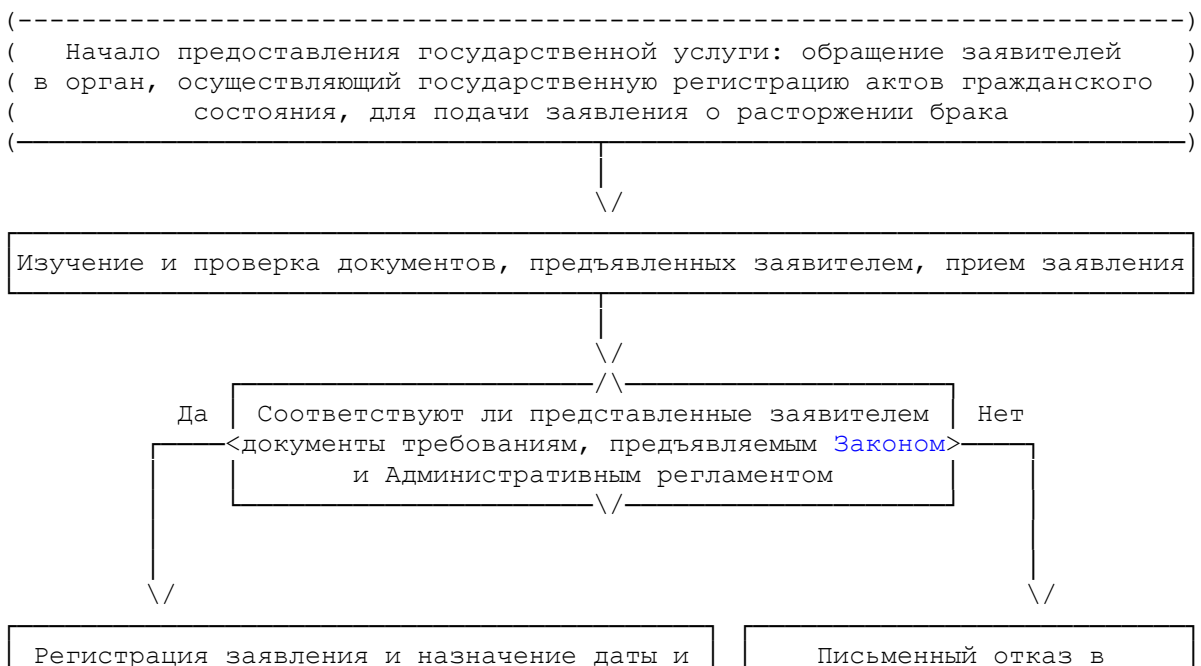 Начало предоставления государственной услуги: обращение заявителей
в орган, осуществляющий государственную регистрацию актов гражданского
состояния, для подачи заявления о расторжении брака
Изучение и проверка документов, предъявленных заявителем, прием заявления
Да
Соответствуют ли представленные заявителем
Нет
<документы требованиям, предъявляемым Законом>
и Административным регламентом
Регистрация заявления и назначение даты и
Письменный отказ в